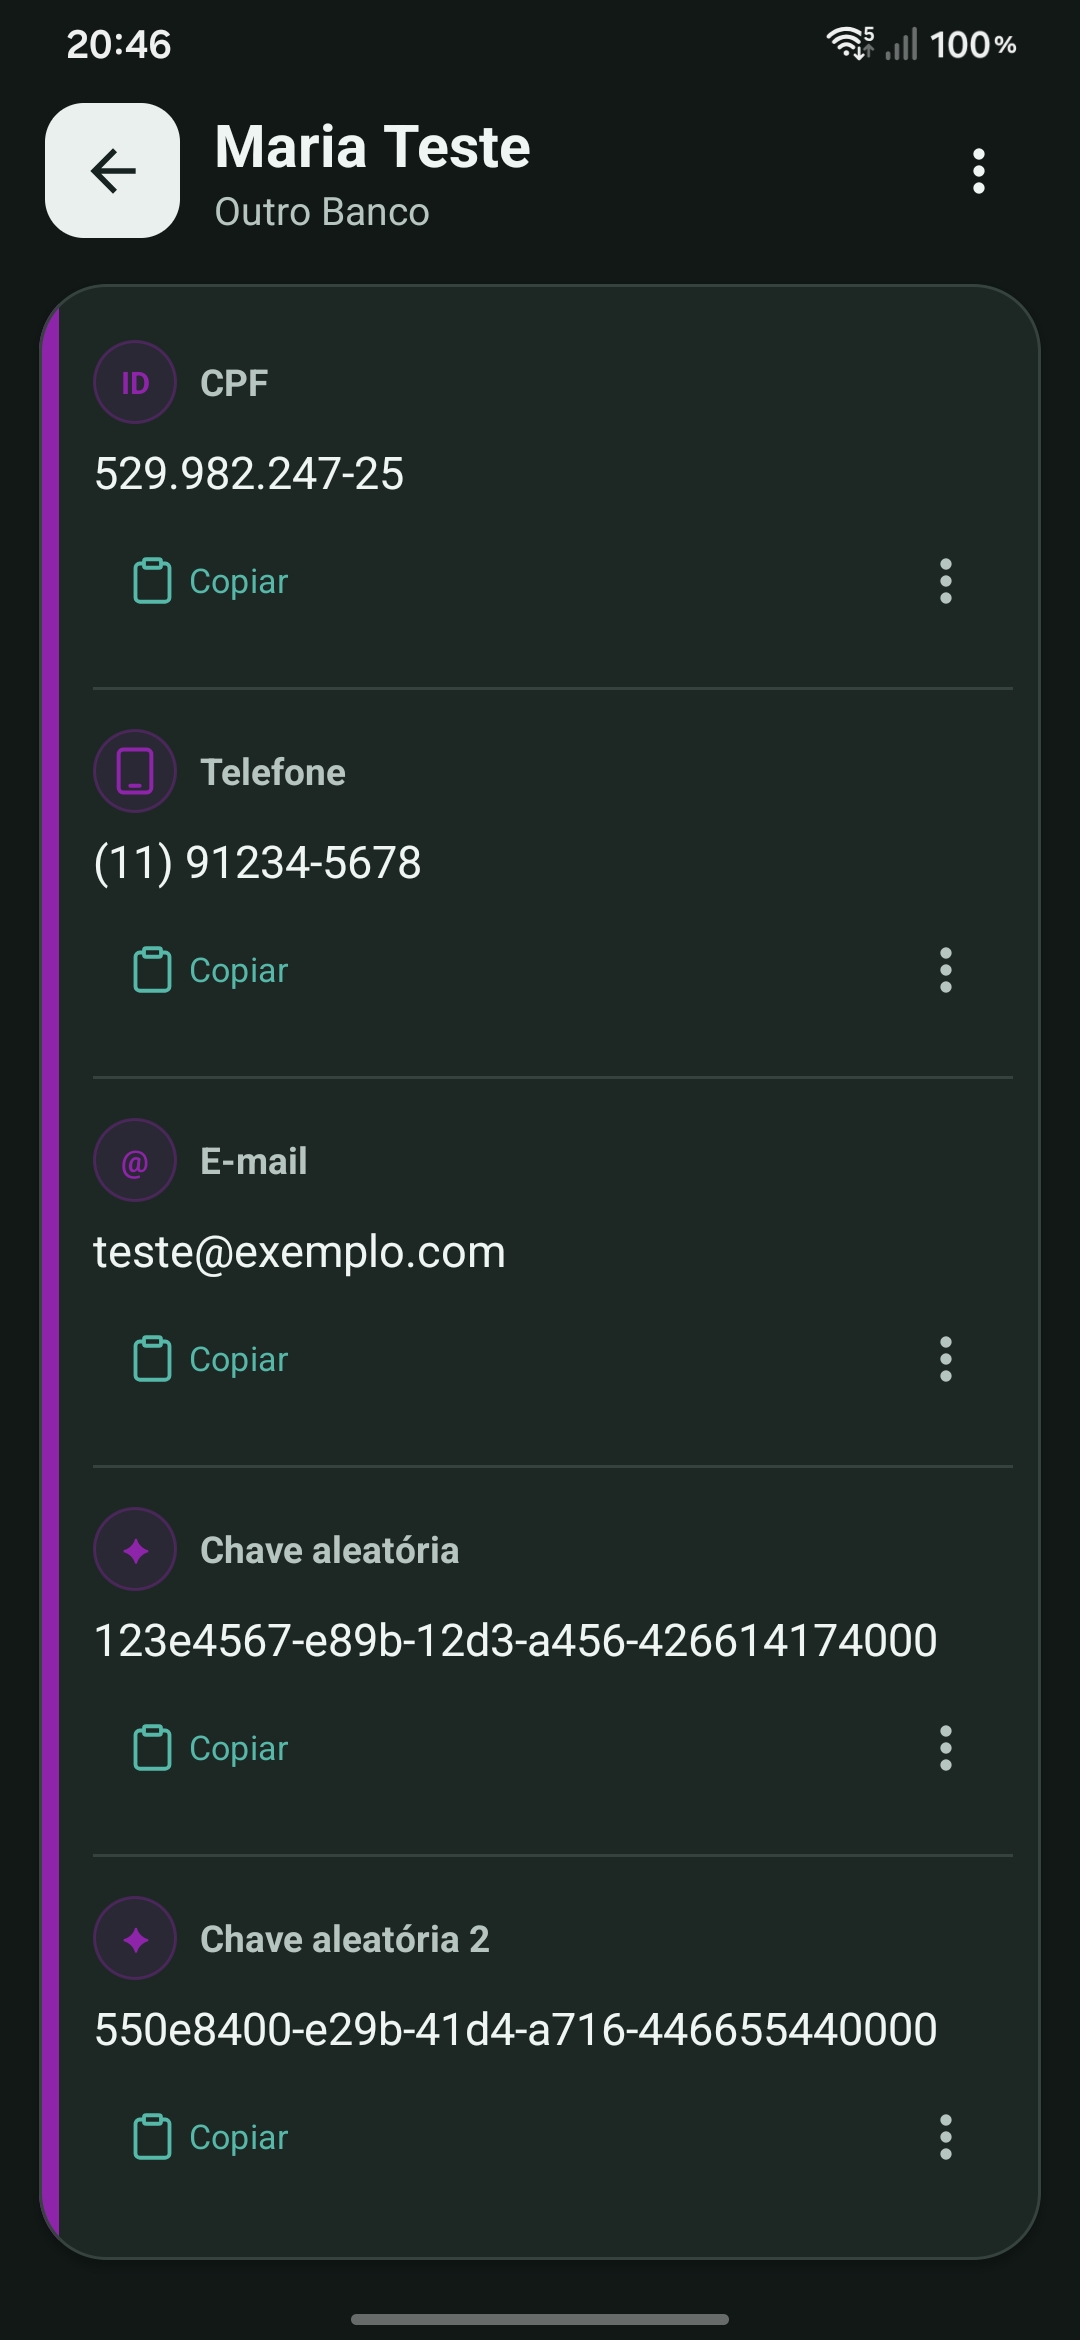 20:46
5 100%
Maria Teste
Outro Banco
ID CPF
529.982.247-25
Copiar
Telefone
(11) 91234-5678
Copiar
@ E-mail
teste@exemplo.com
Copiar
Chave aleatória
123e4567-e89b-12d3-a456-426614174000
Copiar
Chave aleatória 2
550e8400-e29b-41d4-a716-446655440000
Copiar